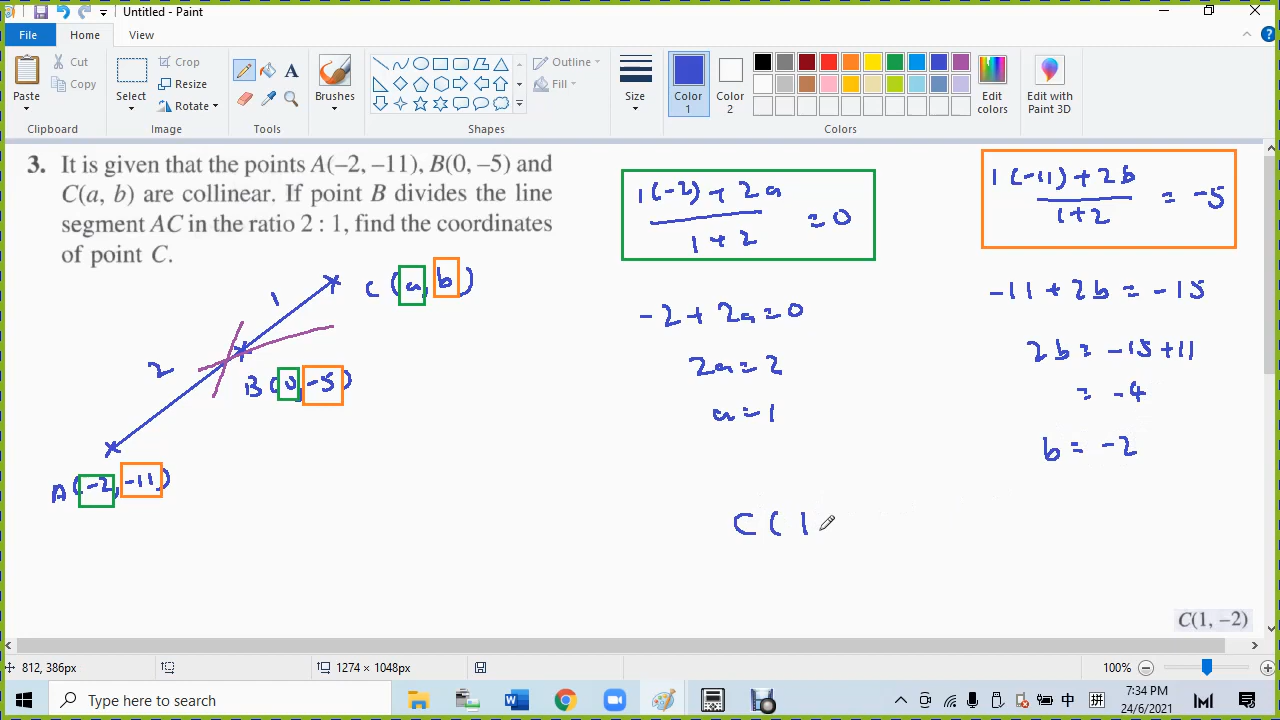 Untitled - Paint
File
Home
View
Paste
Cut
Copy
Clipboard
Select
Crop
Resize
Rotate
Image
Tools
Brushes
Shapes
Outline
Fill
Size
Color
1
Color
2
Colors
Edit
colors
Edit with
Paint 3D
3. It is given that the points A(–2, –11), B(0, –5) and
C(a, b) are collinear. If point B divides the line
segment AC in the ratio 2 : 1, find the coordinates
of point C.
C (a, b)
1
2
B (0, -5)
A (-2, -11)
1(-2) + 2a
1 + 2
= 0
-2 + 2a = 0
2a = 2
a = 1
1(-11) + 2b
1 + 2
= -5
-11 + 2b = -15
2b = -15 + 11
= -4
b = -2
C ( 1
C(1, –2)
812, 386px
1274 × 1048px
100%
Type here to search
中
拼
7:34 PM
24/6/2021